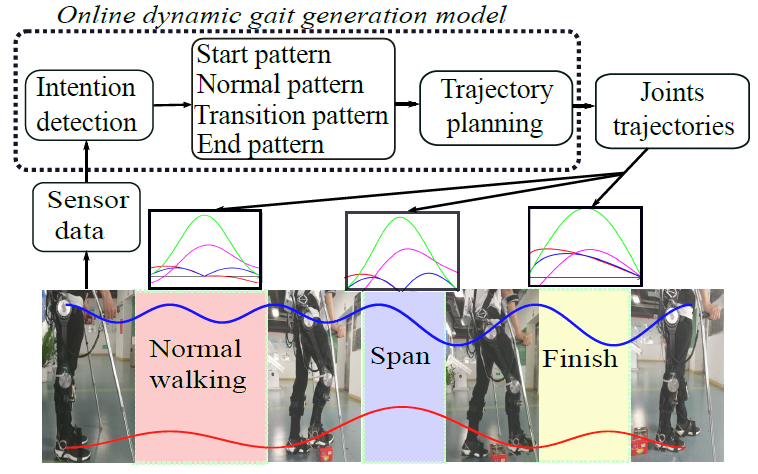 Online dynamic gait generation model
Intention
detection
Start pattern
Normal pattern
Transition pattern
End pattern
Trajectory
planning
Joints
trajectories
Sensor
data
Normal
walking
Span
Finish